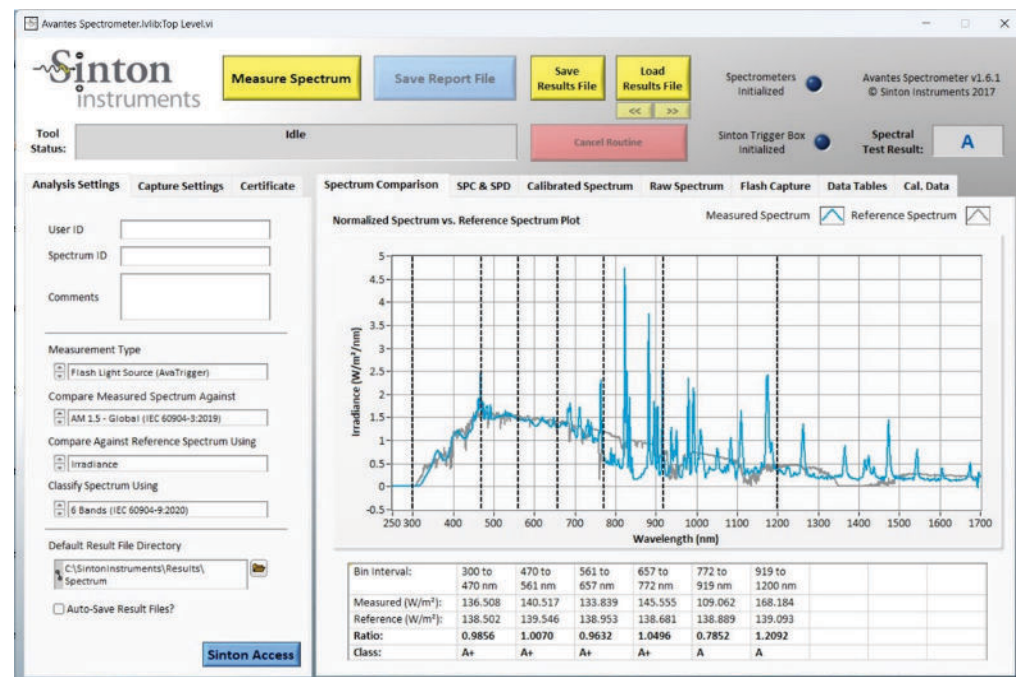 Avantes Spectrometer.lvlib:Top Level.vi
Sinton
instruments
Measure Spectrum
Save Report File
Save
Results File
Load
Results File
<< >>
Spectrometers
Initialized
Avantes Spectrometer v1.6.1
© Sinton Instruments 2017
Tool
Status:
Idle
Cancel Routine
Sinton Trigger Box
Initialized
Spectral
Test Result:
A
Analysis Settings Capture Settings Certificate
User ID
Spectrum ID
Comments
Measurement Type
Flash Light Source (AvaTrigger)
Compare Measured Spectrum Against
AM 1.5 - Global (IEC 60904-3:2019)
Compare Against Reference Spectrum Using
Irradiance
Classify Spectrum Using
6 Bands (IEC 60904-9:2020)
Default Result File Directory
C:\SintonInstruments\Results\
Spectrum
Auto-Save Result Files?
Sinton Access
Spectrum Comparison SPC & SPD Calibrated Spectrum Raw Spectrum Flash Capture Data Tables Cal. Data
Normalized Spectrum vs. Reference Spectrum Plot
Measured Spectrum Reference Spectrum
Irradiance (W/m²/nm)
5
4.5
4
3.5
3
2.5
2
1.5
1
0.5
0
-0.5
250 300 400 500 600 700 800 900 1000 1100 1200 1300 1400 1500 1600 1700
Wavelength (nm)
Bin Interval: 300 to 470 to 561 to 657 to 772 to 919 to
470 nm 561 nm 657 nm 772 nm 919 nm 1200 nm
Measured (W/m²): 136.508 140.517 133.839 145.555 109.062 168.184
Reference (W/m²): 138.502 139.546 138.953 138.681 138.889 139.093
Ratio: 0.9856 1.0070 0.9632 1.0496 0.7852 1.2092
Class: A+ A+ A+ A+ A A